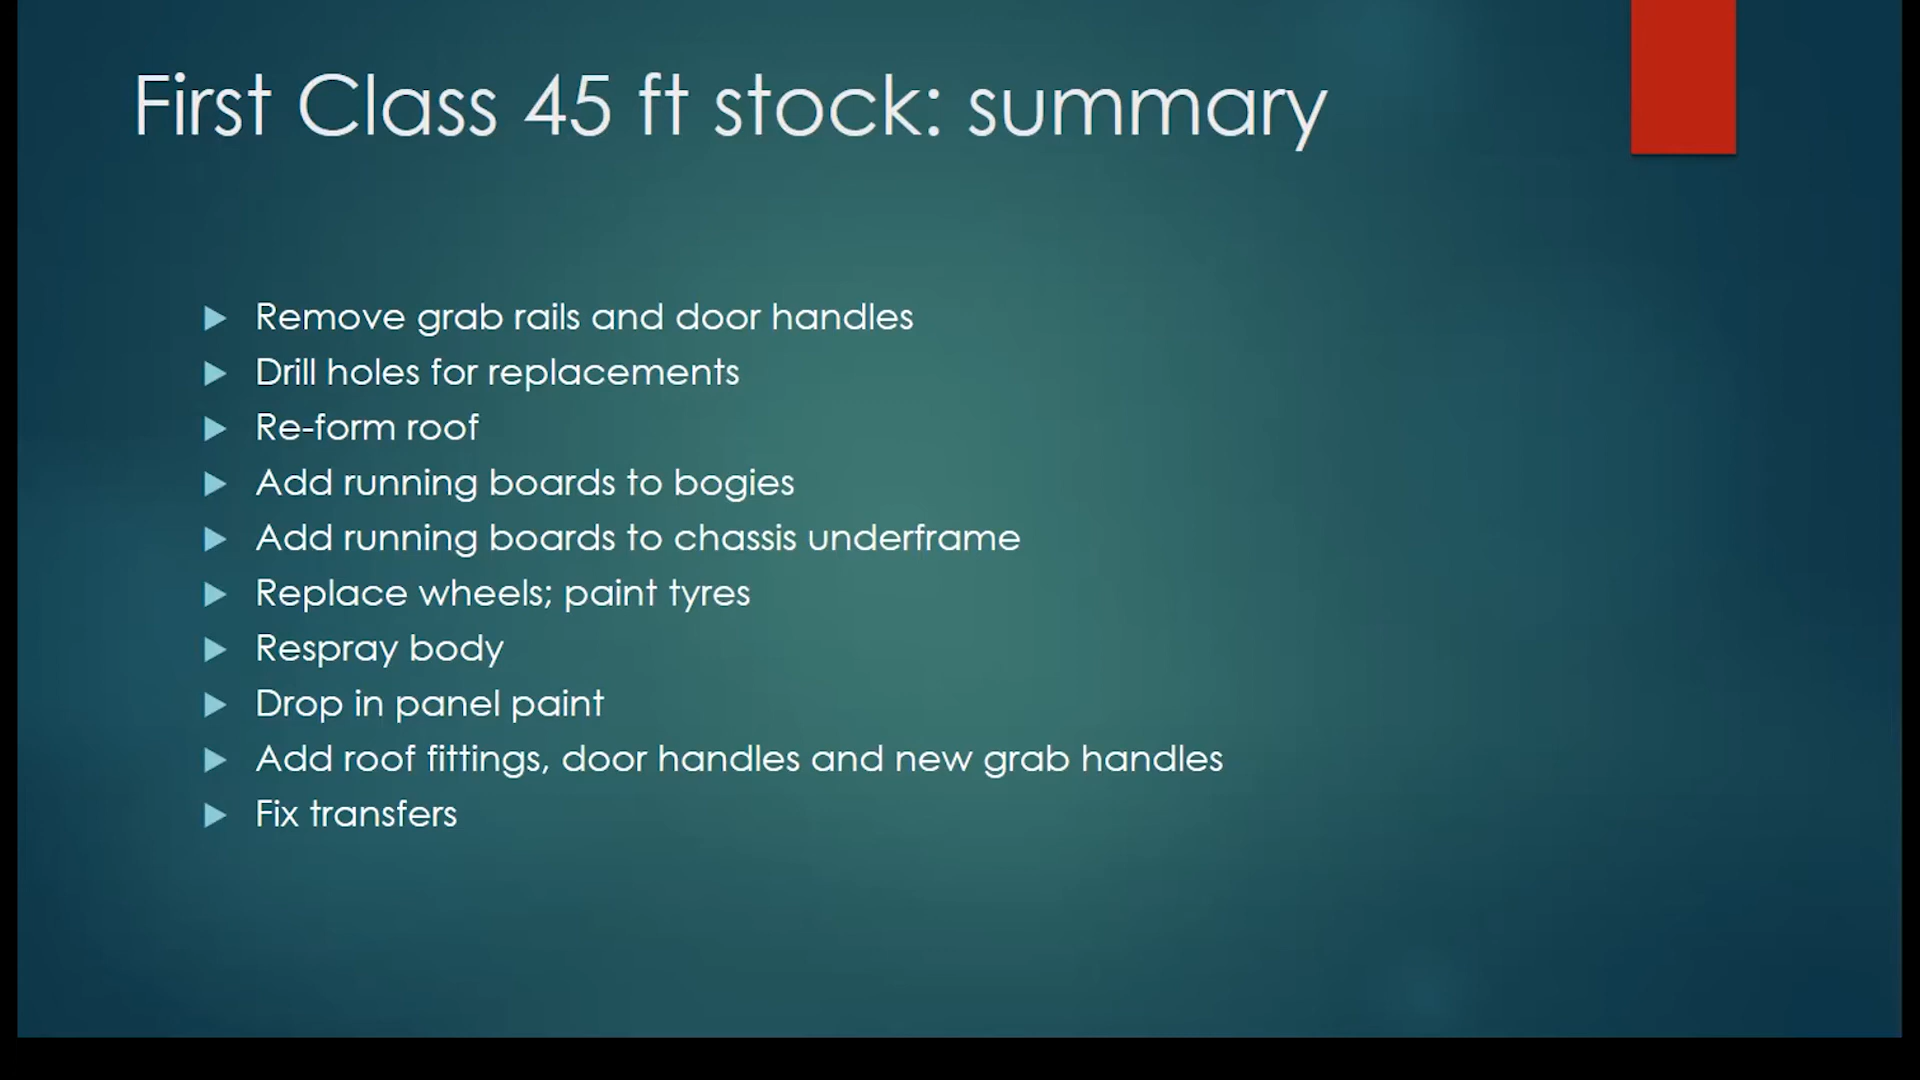 First Class 45 ft stock: summary
Remove grab rails and door handles
Drill holes for replacements
Re-form roof
Add running boards to bogies
Add running boards to chassis underframe
Replace wheels; paint tyres
Respray body
Drop in panel paint
Add roof fittings, door handles and new grab handles
Fix transfers